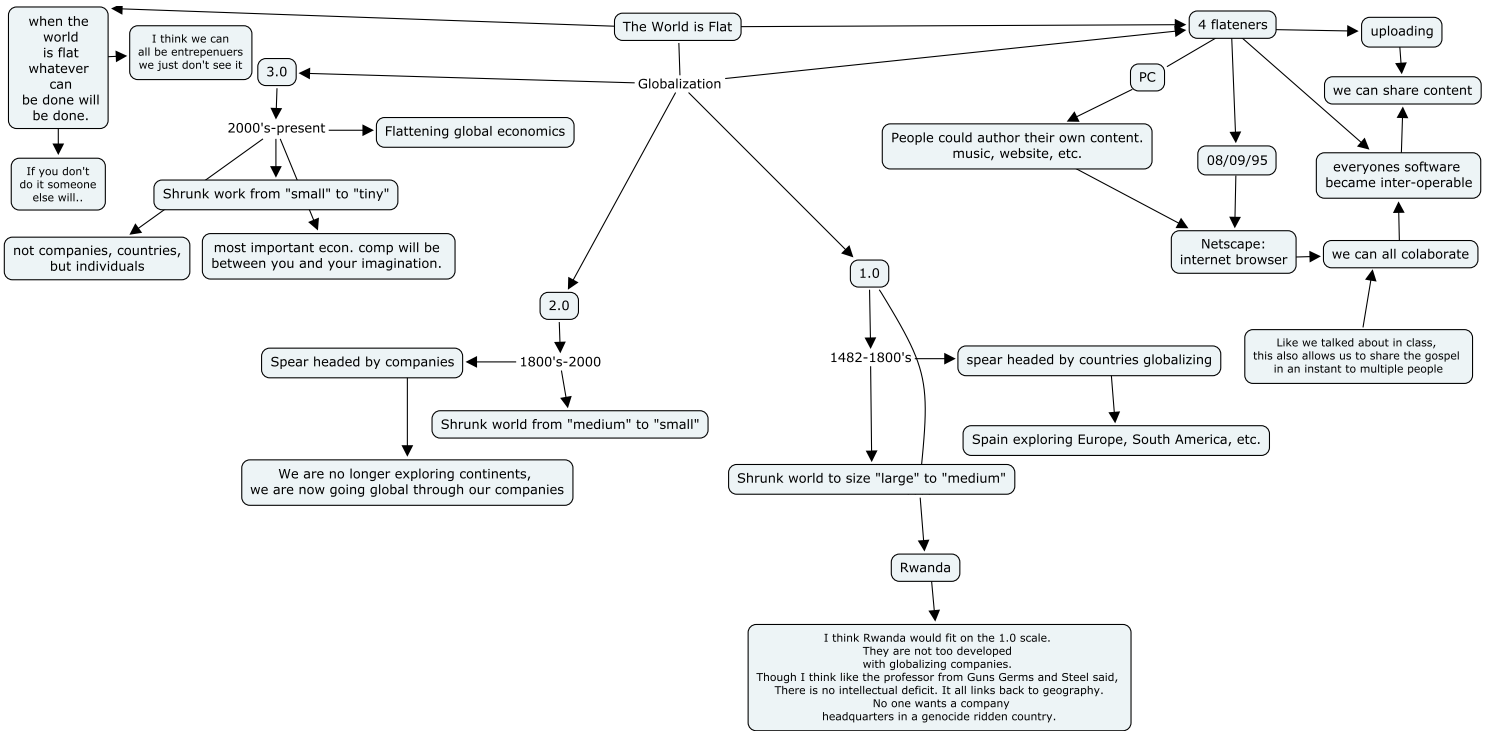 The World is Flat
when the
world
is flat
whatever
can
be done will
be done.
I think we can
all be entrepenuers
we just don't see it
If you don't
do it someone
else will..
Globalization
3.0
2000's-present
Flattening global economics
Shrunk work from "small" to "tiny"
not companies, countries,
but individuals
most important econ. comp will be
between you and your imagination.
2.0
1800's-2000
Spear headed by companies
Shrunk world from "medium" to "small"
We are no longer exploring continents,
we are now going global through our companies
1.0
1482-1800's
spear headed by countries globalizing
Spain exploring Europe, South America, etc.
Shrunk world to size "large" to "medium"
Rwanda
I think Rwanda would fit on the 1.0 scale.
They are not too developed
with globalizing companies.
Though I think like the professor from Guns Germs and Steel said,
There is no intellectual deficit. It all links back to geography.
No one wants a company
headquarters in a genocide ridden country.
4 flateners
uploading
we can share content
PC
People could author their own content.
music, website, etc.
08/09/95
everyones software
became inter-operable
Netscape:
internet browser
we can all colaborate
Like we talked about in class,
this also allows us to share the gospel
in an instant to multiple people